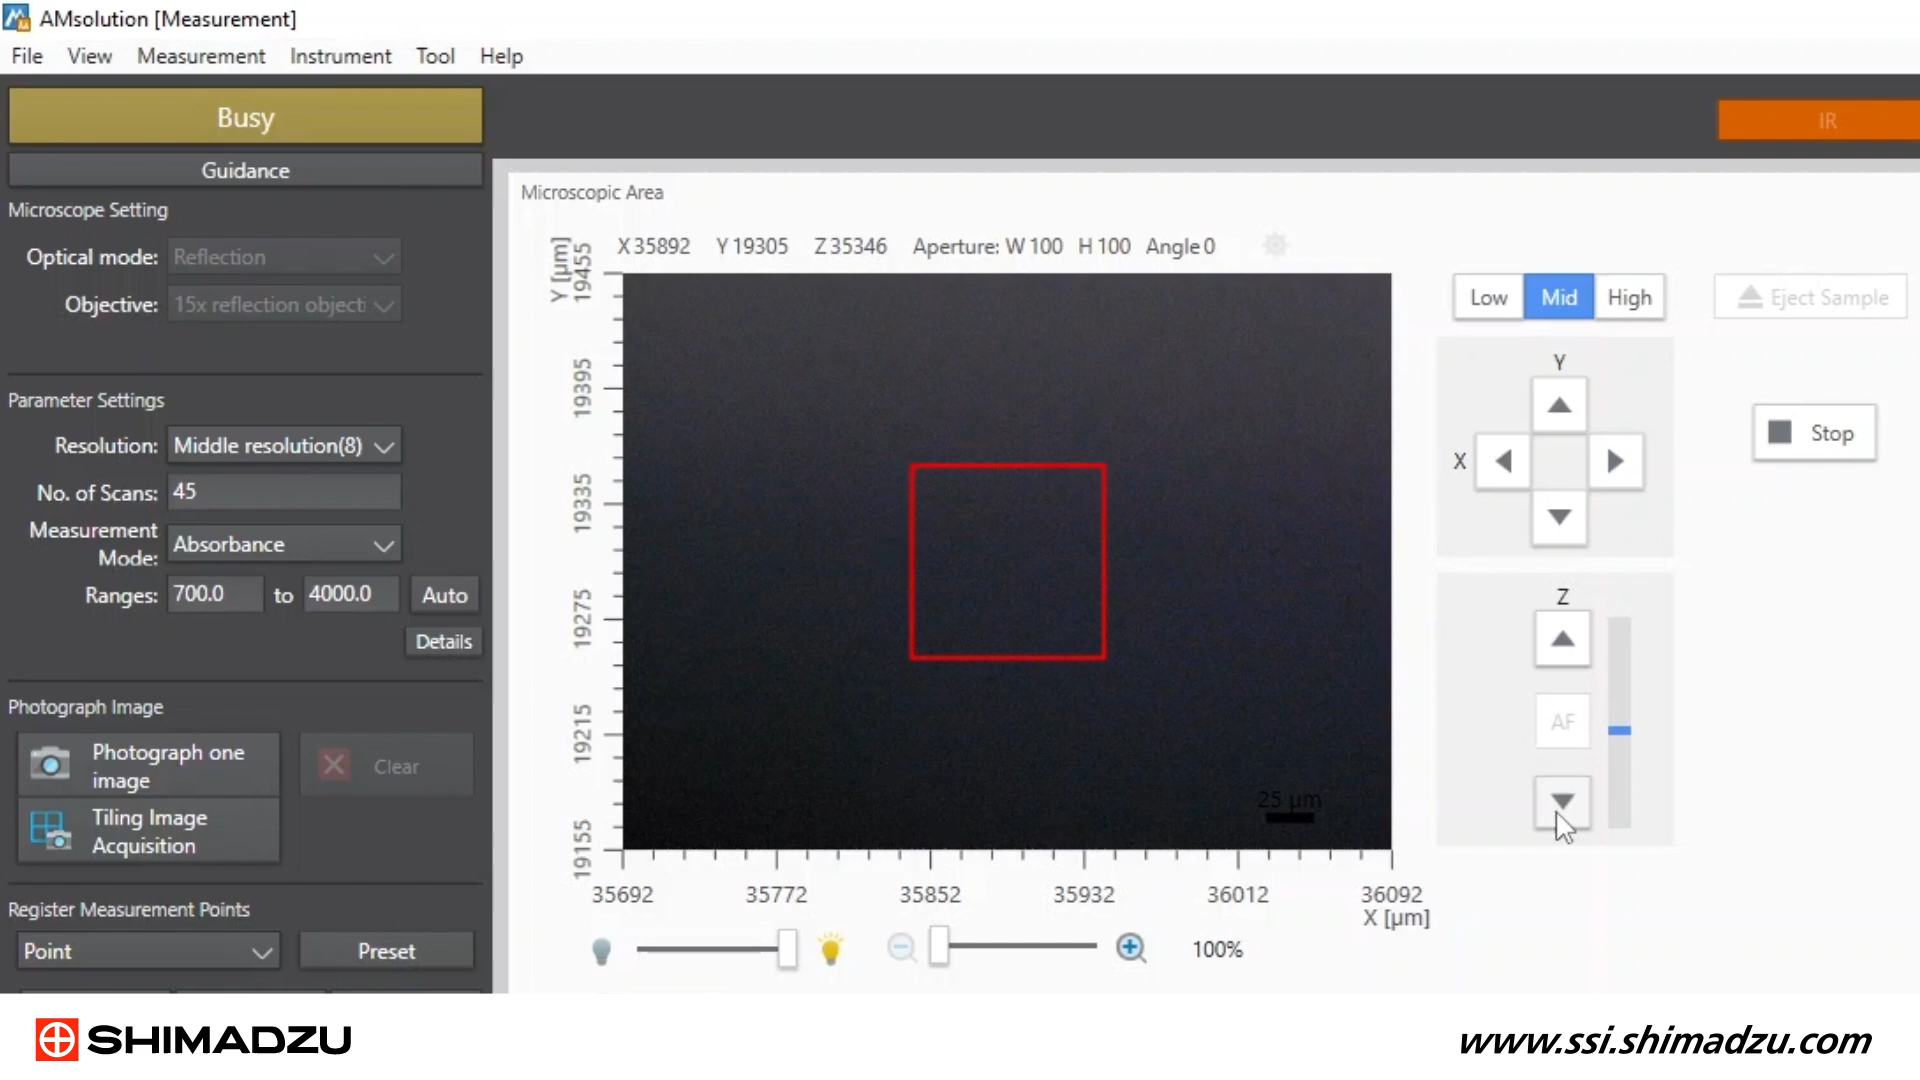 AMsolution [Measurement]
File View Measurement Instrument Tool Help
Busy
IR
Guidance
Microscope Setting
Optical mode: Reflection
Objective: 15x reflection objecti
Parameter Settings
Resolution: Middle resolution(8)
No. of Scans: 45
Measurement
Mode: Absorbance
Ranges: 700.0 to 4000.0 Auto
Details
Photograph Image
Photograph one
image
Clear
Tiling Image
Acquisition
Register Measurement Points
Point Preset
Microscopic Area
X 35892 Y 19305 Z 35346 Aperture: W 100 H 100 Angle 0
Y [µm]
19455
19395
19335
19275
19215
19155
25 µm
35692 35772 35852 35932 36012 36092
X [µm]
100%
Low Mid High
Eject Sample
Y
X
Stop
Z
AF
SHIMADZU
www.ssi.shimadzu.com